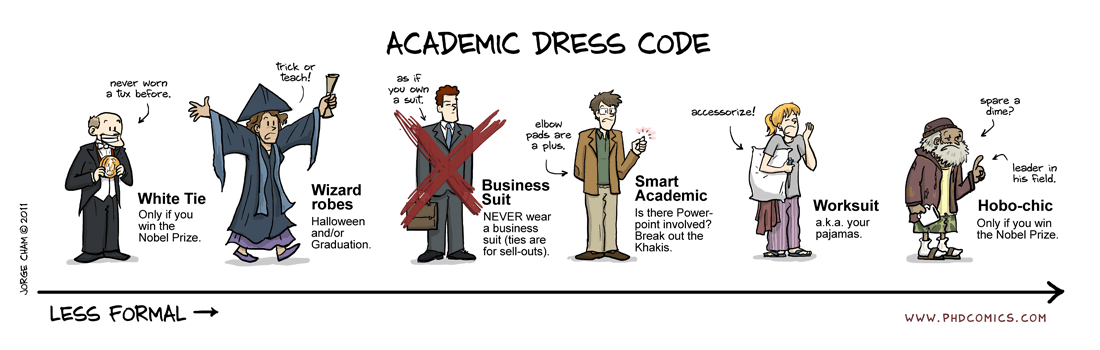 ACADEMIC DRESS CODE
never worn
a tux before.
White Tie
Only if you
win the
Nobel Prize.
trick or
teach!
Wizard
robes
Halloween
and/or
Graduation.
as if
you own
a suit.
Business
Suit
NEVER wear
a business
suit (ties are
for sell-outs).
elbow
pads are
a plus.
Smart
Academic
Is there Power-
point involved?
Break out the
Khakis.
accessorize!
Worksuit
a.k.a. your
pajamas.
spare a
dime?
leader in
his field.
Hobo-chic
Only if you win
the Nobel Prize.
JORGE CHAM © 2011
LESS FORMAL →
WWW.PHDCOMICS.COM